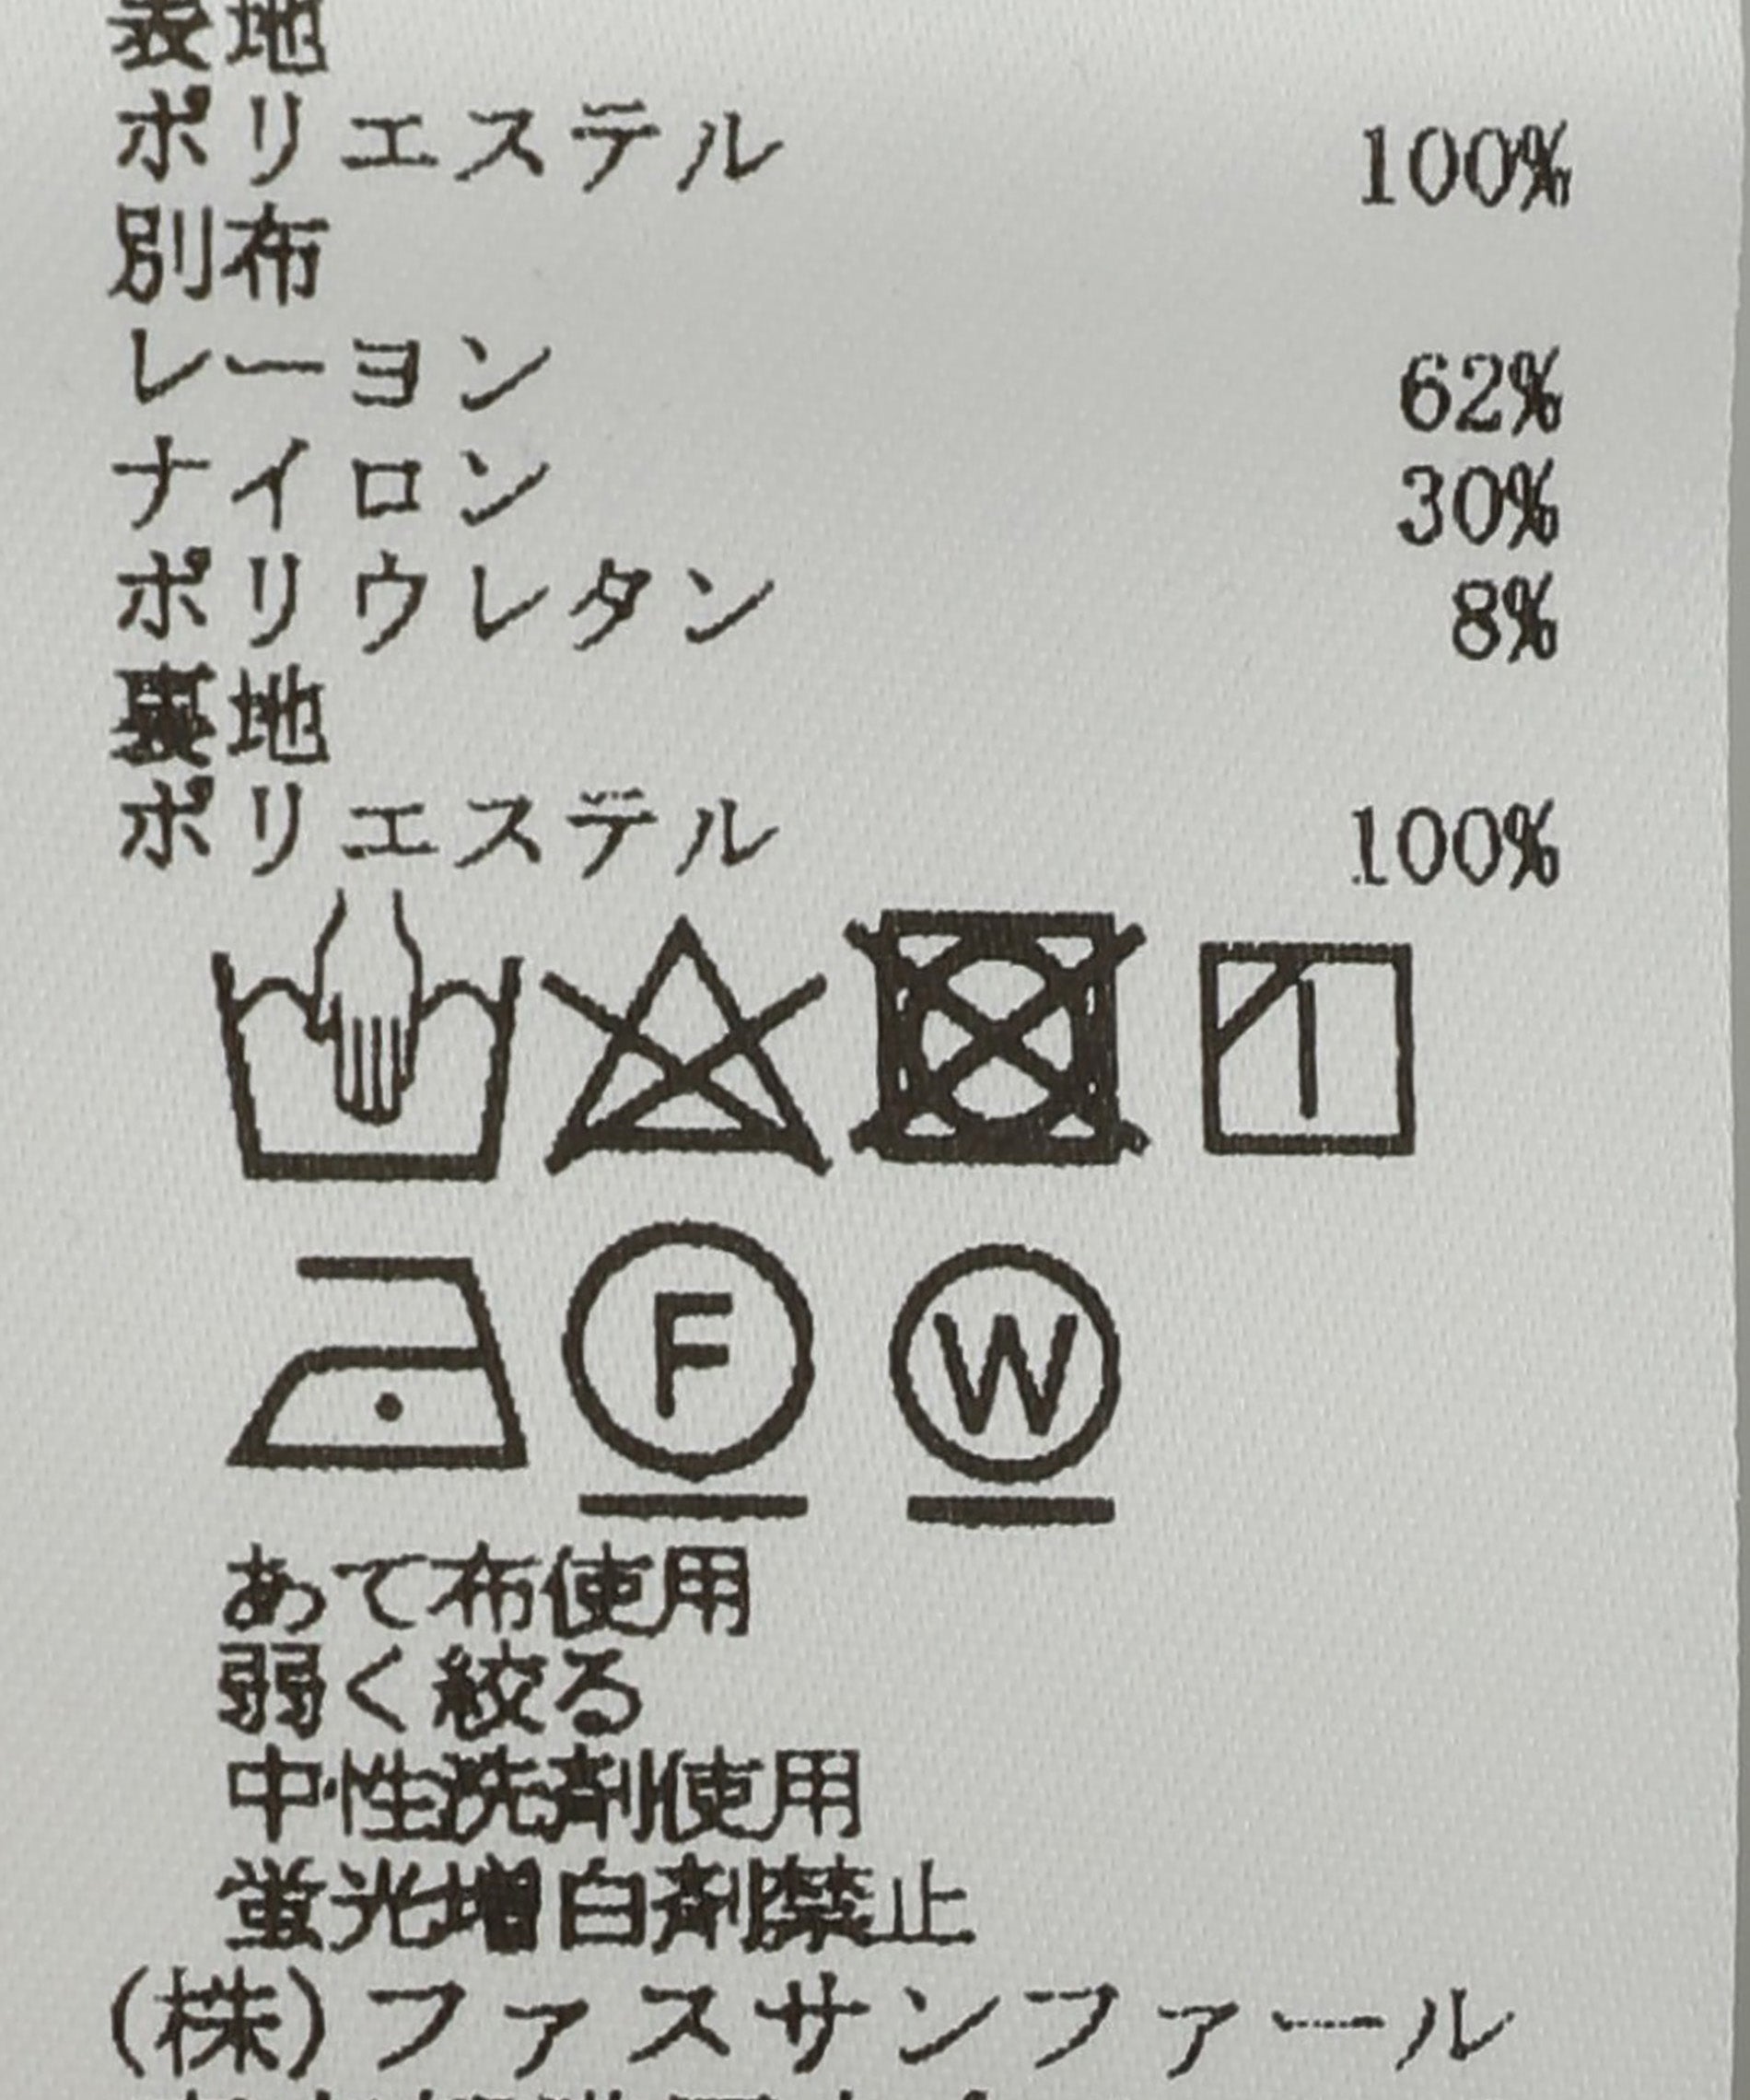 表地
ポリエステル 100%
別布
レーヨン 62%
ナイロン 30%
ポリウレタン 8%
裏地
ポリエステル 100%
F W
あて布使用
弱く絞る
中性洗剤使用
蛍光増白剤禁止
(株)ファスサンファール